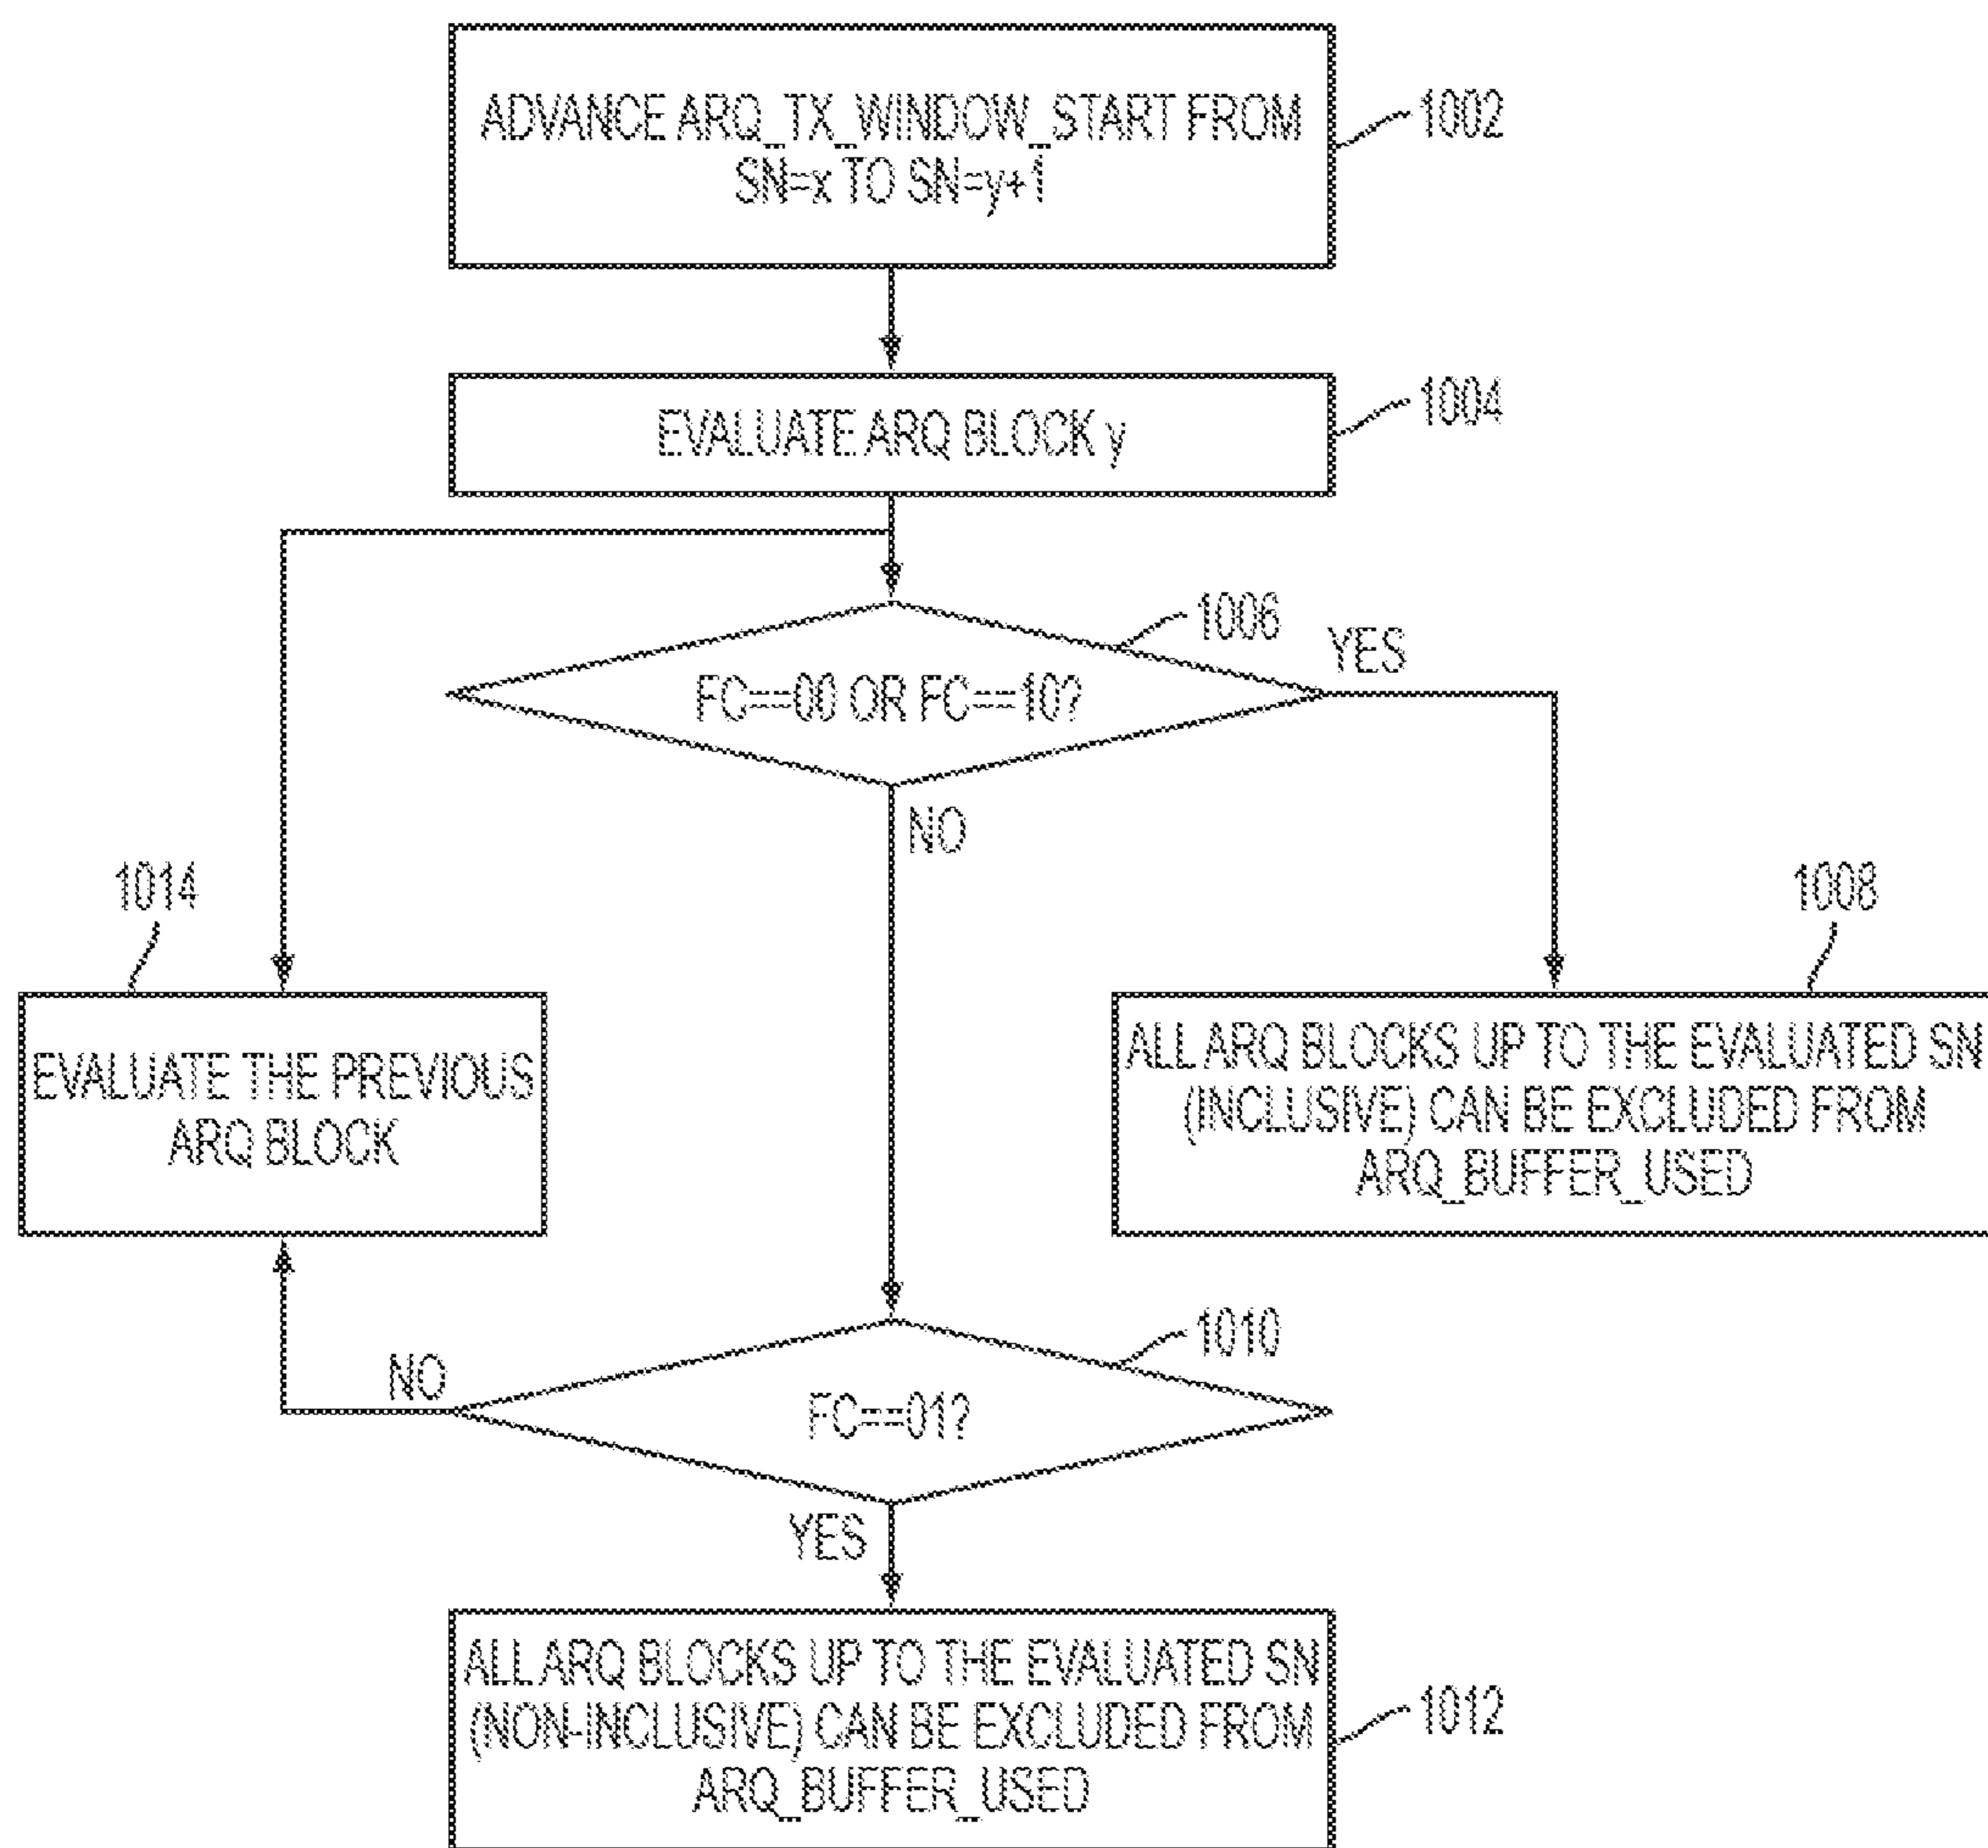 ADVANCE ARQ_TX_WINDOW_START FROM
SN=x TO SN=y+1
1002
EVALUATE ARQ BLOCK y
1004
1006
YES
FC==00 OR FC==10?
NO
1014
1008
EVALUATE THE PREVIOUS
ARQ BLOCK
ALL ARQ BLOCKS UP TO THE EVALUATED SN
(INCLUSIVE) CAN BE EXCLUDED FROM
ARQ_BUFFER_USED
1010
NO
FC==01?
YES
ALL ARQ BLOCKS UP TO THE EVALUATED SN
(NON-INCLUSIVE) CAN BE EXCLUDED FROM
ARQ_BUFFER_USED
1012